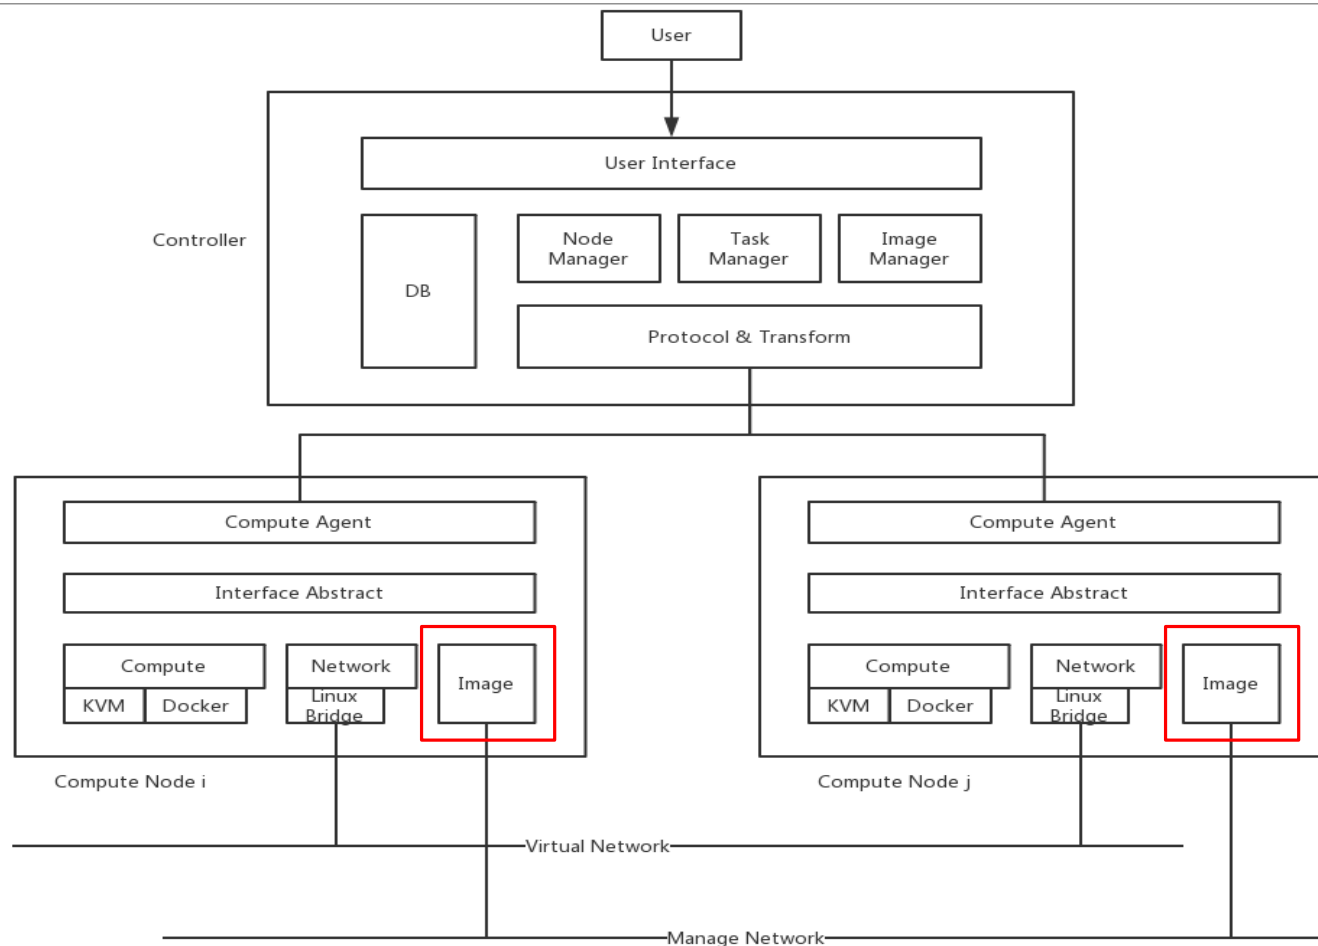 User
User Interface
Controller
DB
Node
Manager
Task
Manager
Image
Manager
Protocol & Transform
Compute Agent
Interface Abstract
Compute
KVM
Docker
Network
Linux
Bridge
Image
Compute Node i
Compute Agent
Interface Abstract
Compute
KVM
Docker
Network
Linux
Bridge
Image
Compute Node j
Virtual Network
Manage Network